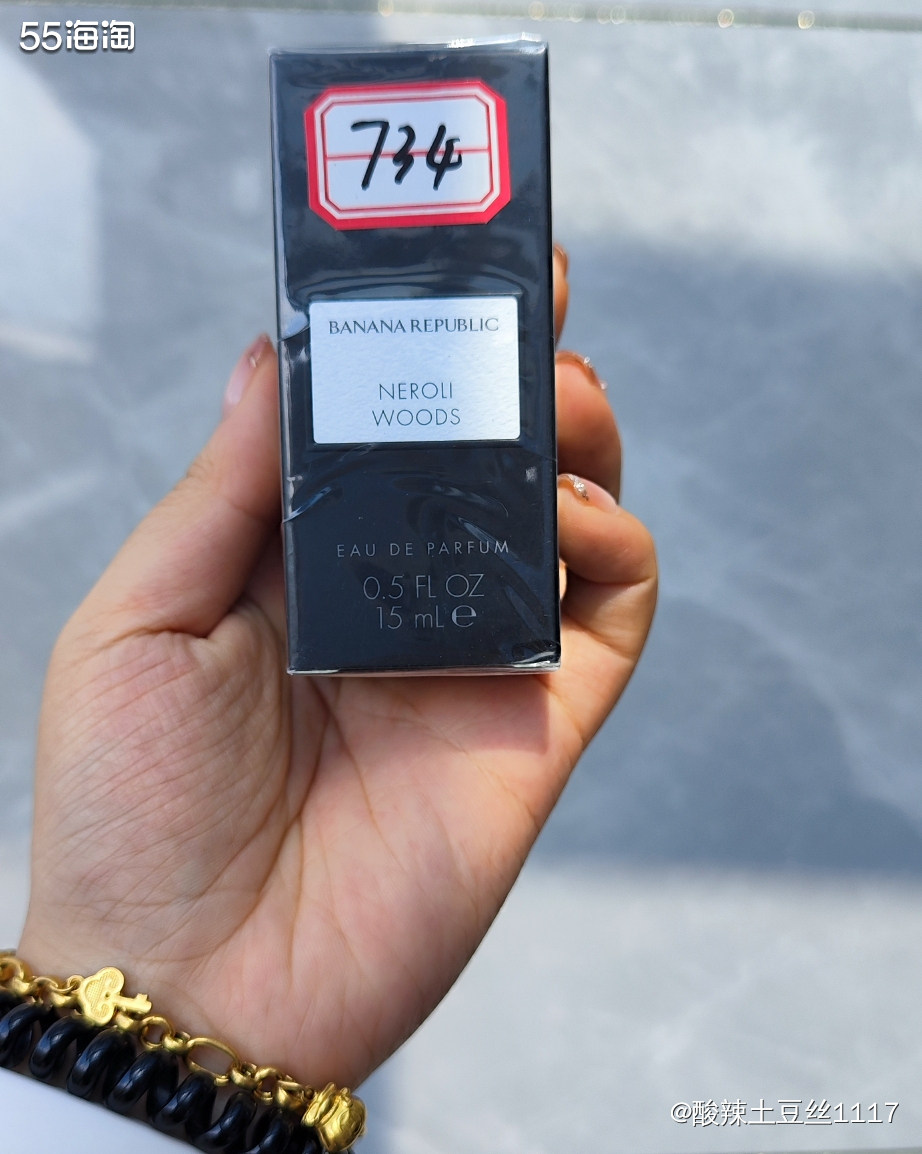 55海淘
734
BANANA REPUBLIC
NEROLI
WOODS
EAU DE PARFUM
0.5 FL OZ
15 mL ℮
@酸辣土豆丝1117